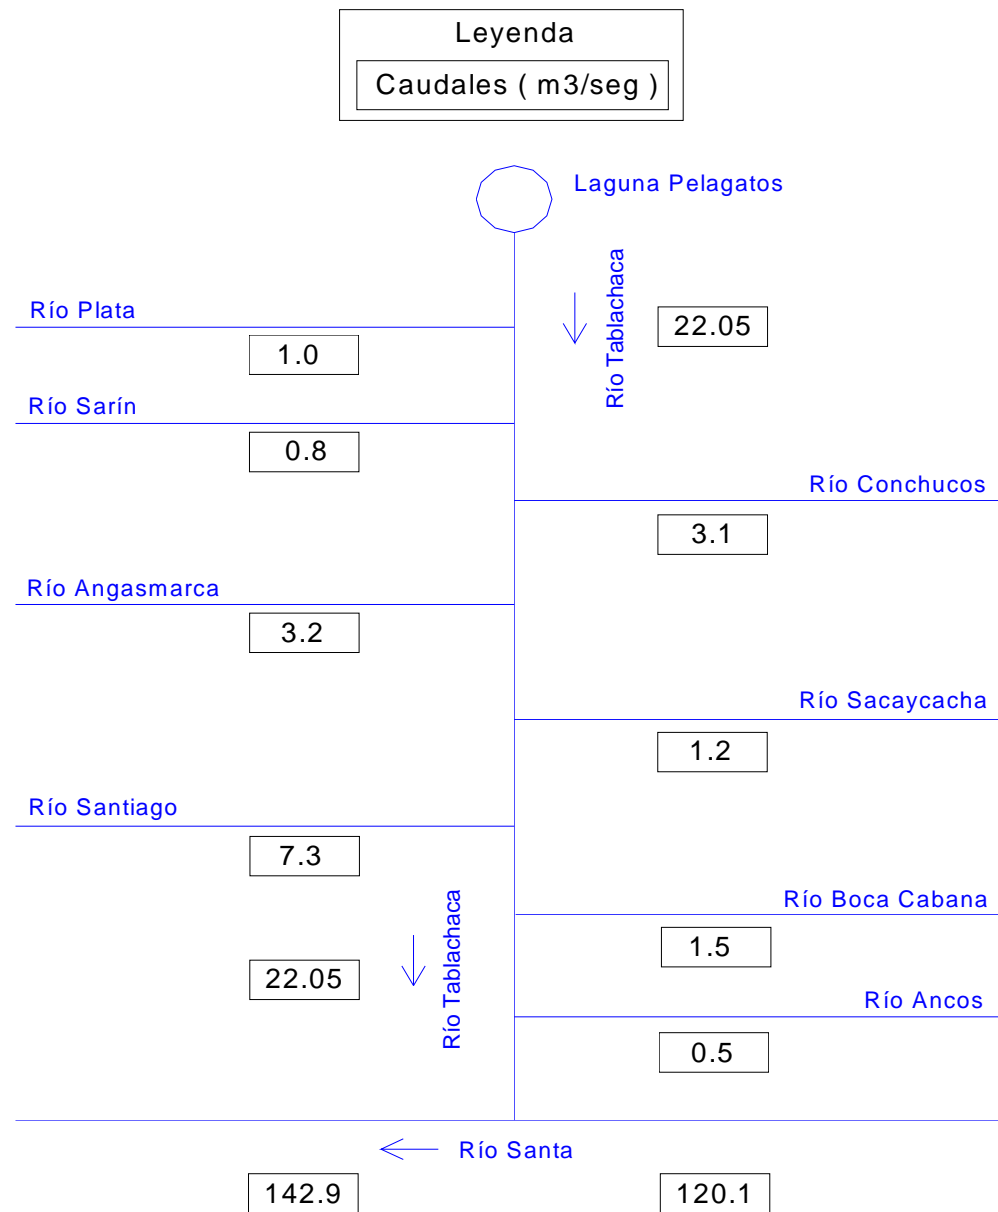 Leyenda
Caudales ( m3/seg )
Laguna Pelagatos
Río Tablachaca
22.05
Río Plata
1.0
Río Sarín
0.8
Río Conchucos
3.1
Río Angasmarca
3.2
Río Sacaycacha
1.2
Río Santiago
7.3
Río Boca Cabana
1.5
Río Tablachaca
22.05
Río Ancos
0.5
Río Santa
142.9
120.1